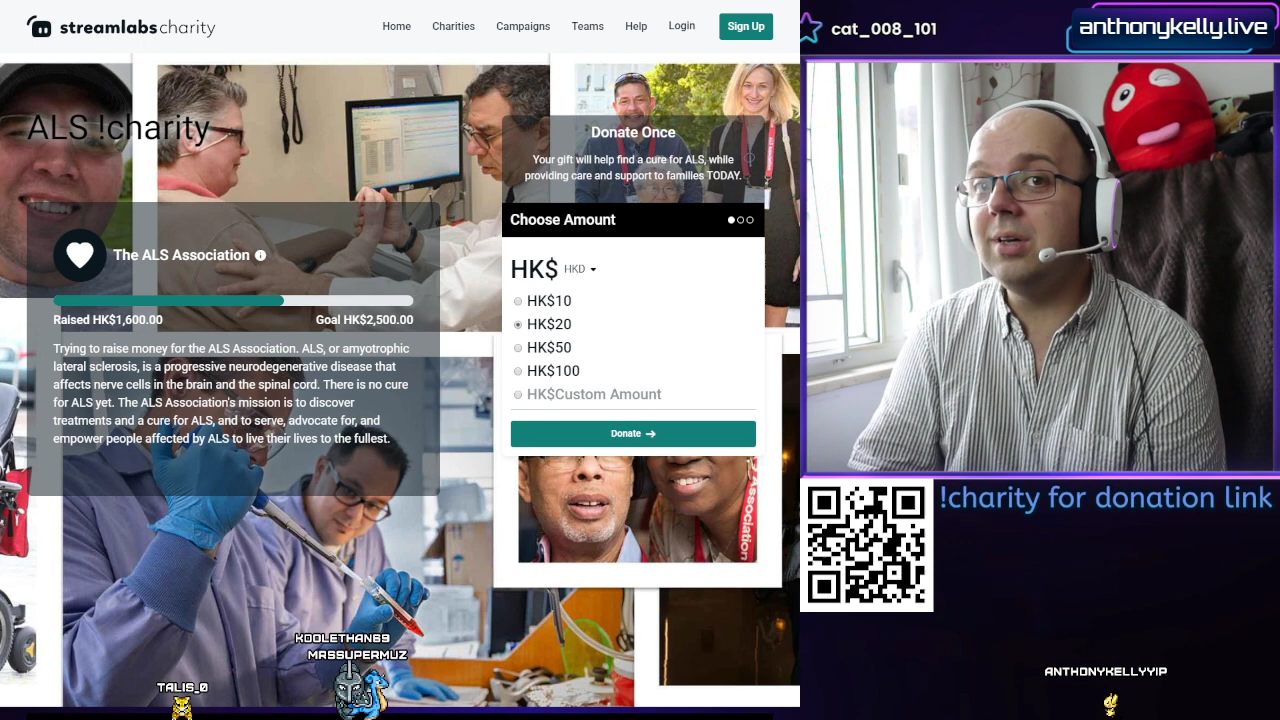 streamlabs charity
Home
Charities
Campaigns
Teams
Help
Login
Sign Up
ALS !charity
The ALS Association
Raised HK$1,600.00
Goal HK$2,500.00
Trying to raise money for the ALS Association. ALS, or amyotrophic
lateral sclerosis, is a progressive neurodegenerative disease that
affects nerve cells in the brain and the spinal cord. There is no cure
for ALS yet. The ALS Association's mission is to discover
treatments and a cure for ALS, and to serve, advocate for, and
empower people affected by ALS to live their lives to the fullest.
Donate Once
Your gift will help find a cure for ALS, while
providing care and support to families TODAY.
Choose Amount
HK$ HKD
HK$10
HK$20
HK$50
HK$100
HK$Custom Amount
Donate
Association
KOOLETHAN69
MRSSUPERMUZ
TALIS_0
cat_008_101
anthonykelly.live
!charity for donation link
ANTHONYKELLYYIP